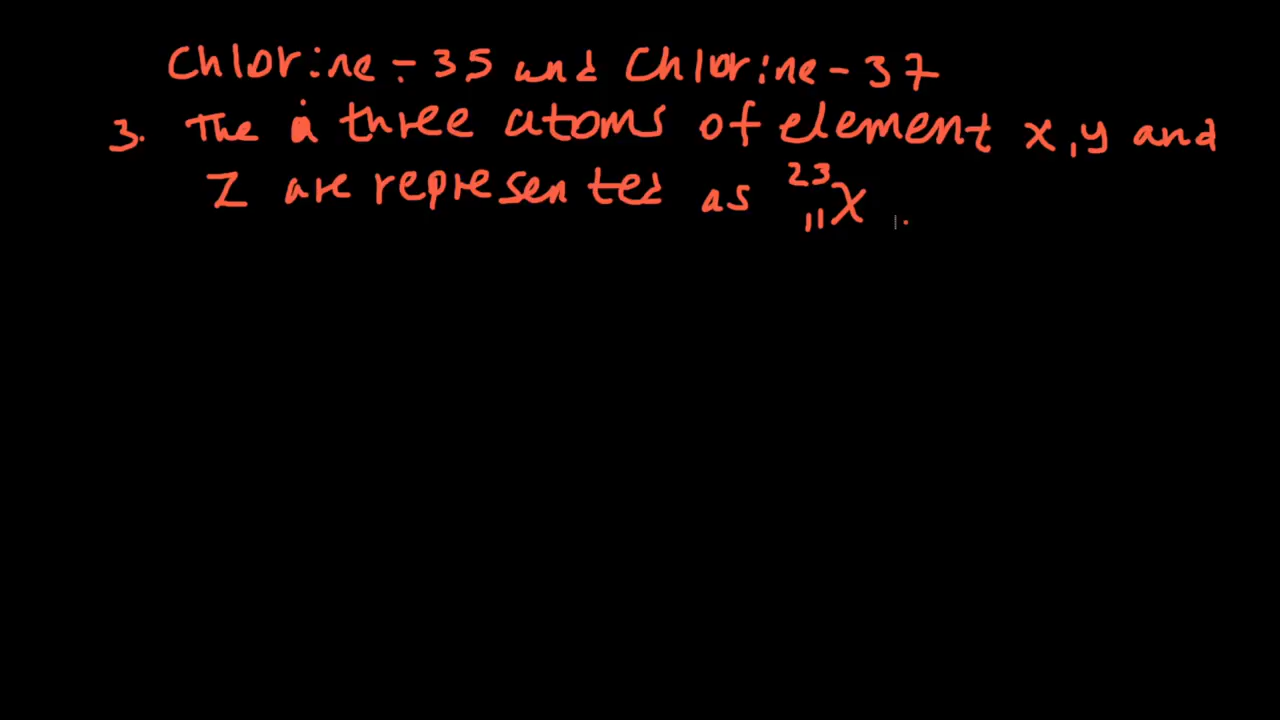 Chlorine - 35 and Chlorine - 37
3. The three atoms of element x, y and
Z are represented as ²³₁₁X